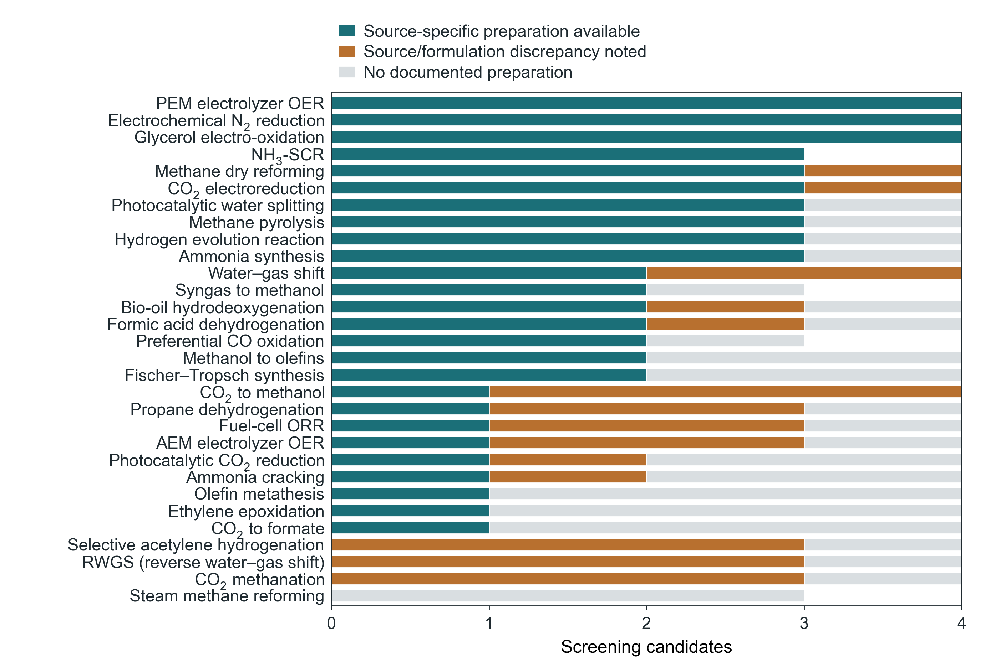 Source-specific preparation available
Source/formulation discrepancy noted
No documented preparation
PEM electrolyzer OER
Electrochemical N₂ reduction
Glycerol electro-oxidation
NH₃-SCR
Methane dry reforming
CO₂ electroreduction
Photocatalytic water splitting
Methane pyrolysis
Hydrogen evolution reaction
Ammonia synthesis
Water–gas shift
Syngas to methanol
Bio-oil hydrodeoxygenation
Formic acid dehydrogenation
Preferential CO oxidation
Methanol to olefins
Fischer–Tropsch synthesis
CO₂ to methanol
Propane dehydrogenation
Fuel-cell ORR
AEM electrolyzer OER
Photocatalytic CO₂ reduction
Ammonia cracking
Olefin metathesis
Ethylene epoxidation
CO₂ to formate
Selective acetylene hydrogenation
RWGS (reverse water–gas shift)
CO₂ methanation
Steam methane reforming
0 1 2 3 4
Screening candidates